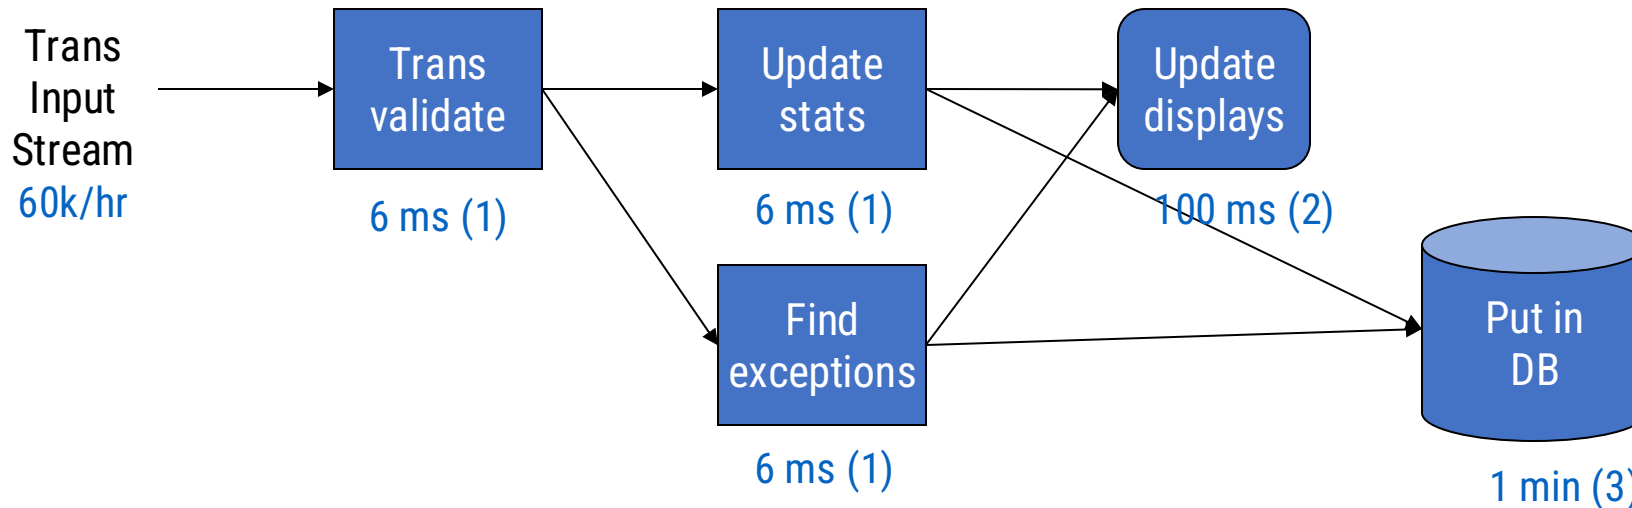 Trans
Input
Stream
60k/hr
Trans
validate
6 ms (1)
Update
stats
6 ms (1)
Find
exceptions
6 ms (1)
Update
displays
100 ms (2)
Put in
DB
1 min (3)